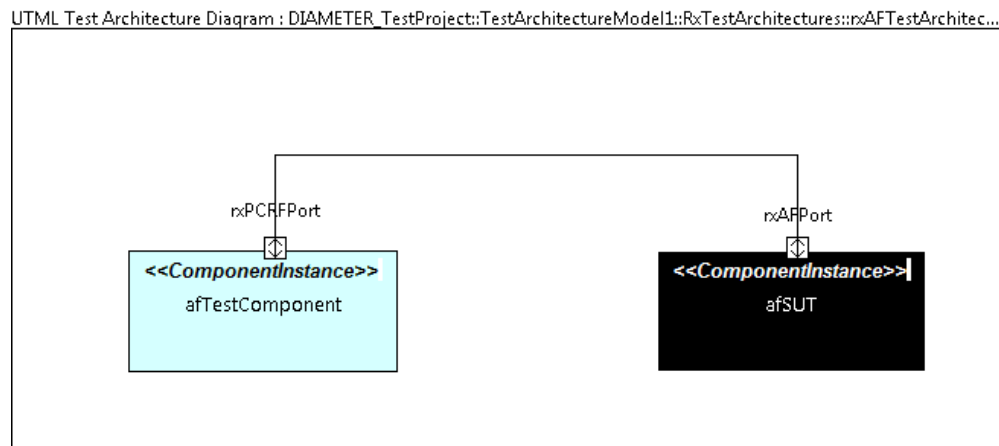 UTML Test Architecture Diagram : DIAMETER_TestProject::TestArchitectureModel1::RxTestArchitectures::rxAFTestArchitec...
rxPCRFPort
rxAFPort
<<ComponentInstance>>
<<ComponentInstance>>
afTestComponent
afSUT